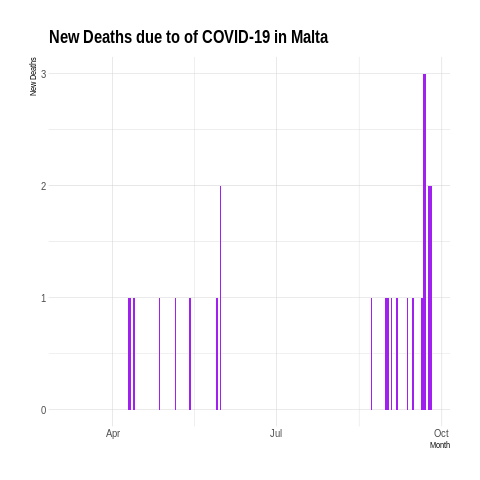 New Deaths due to of COVID-19 in Malta
New Deaths
3
2
1
0
Apr Jul Oct
Month